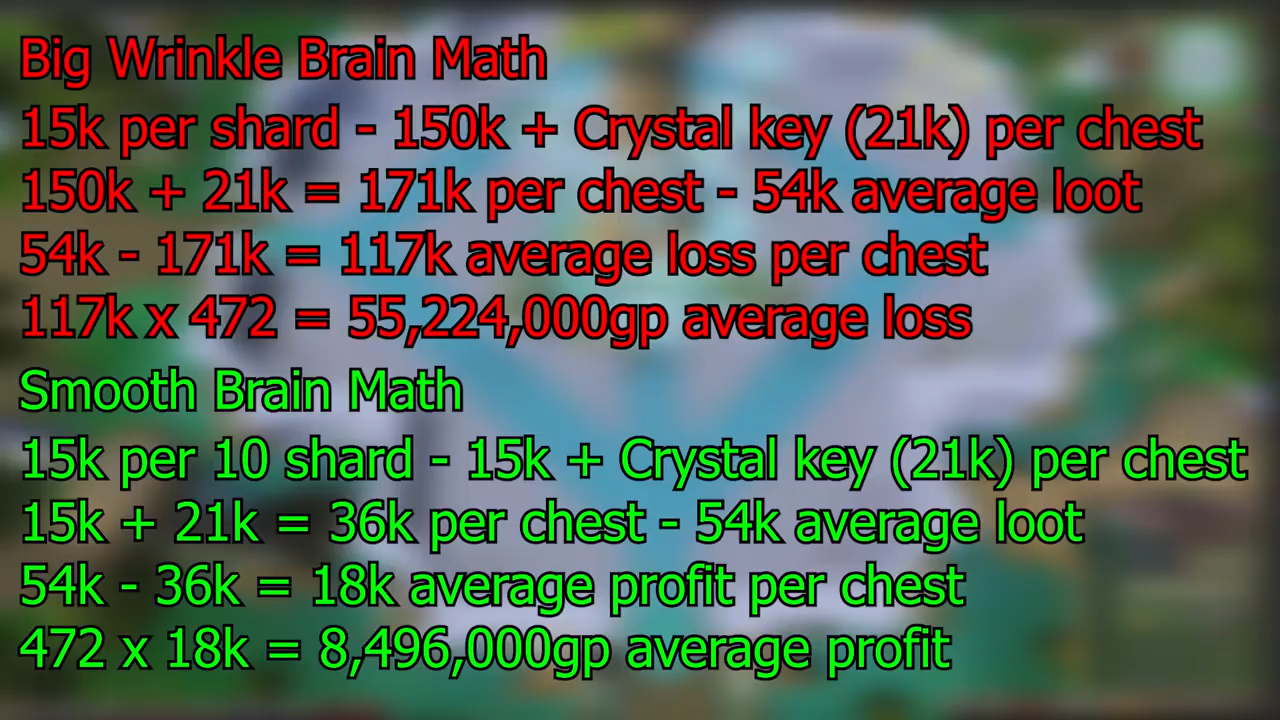 Big Wrinkle Brain Math
15k per shard - 150k + Crystal key (21k) per chest
150k + 21k = 171k per chest - 54k average loot
54k - 171k = 117k average loss per chest
117k x 472 = 55,224,000gp average loss
Smooth Brain Math
15k per 10 shard - 15k + Crystal key (21k) per chest
15k + 21k = 36k per chest - 54k average loot
54k - 36k = 18k average profit per chest
472 x 18k = 8,496,000gp average profit